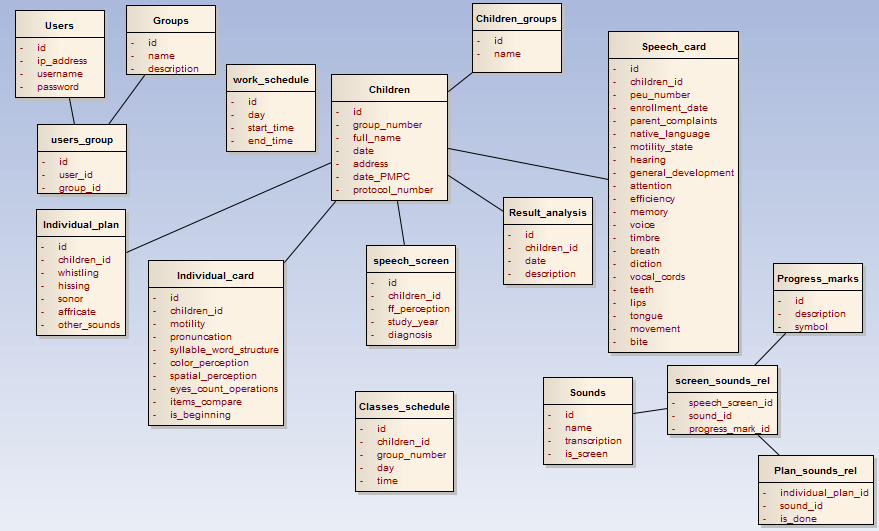 Users
- id
- ip_address
- username
- password
Groups
- id
- name
- description
users_group
- id
- user_id
- group_id
work_schedule
- id
- day
- start_time
- end_time
Children
- id
- group_number
- full_name
- date
- address
- date_PMPC
- protocol_number
Children_groups
- id
- name
Speech_card
- id
- children_id
- peu_number
- enrollment_date
- parent_complaints
- native_language
- motility_state
- hearing
- general_development
- attention
- efficiency
- memory
- voice
- timbre
- breath
- diction
- vocal_cords
- teeth
- lips
- tongue
- movement
- bite
Individual_plan
- id
- children_id
- whistling
- hissing
- sonor
- affricate
- other_sounds
Individual_card
- id
- children_id
- motility
- pronuncation
- syllable_word_structure
- color_perception
- spatial_perception
- eyes_count_operations
- items_compare
- is_beginning
speech_screen
- id
- children_id
- ff_perception
- study_year
- diagnosis
Result_analysis
- id
- children_id
- date
- description
Progress_marks
- id
- description
- symbol
Classes_schedule
- id
- children_id
- group_number
- day
- time
Sounds
- id
- name
- transcription
- is_screen
screen_sounds_rel
- speech_screen_id
- sound_id
- progress_mark_id
Plan_sounds_rel
- individual_plan_id
- sound_id
- is_done